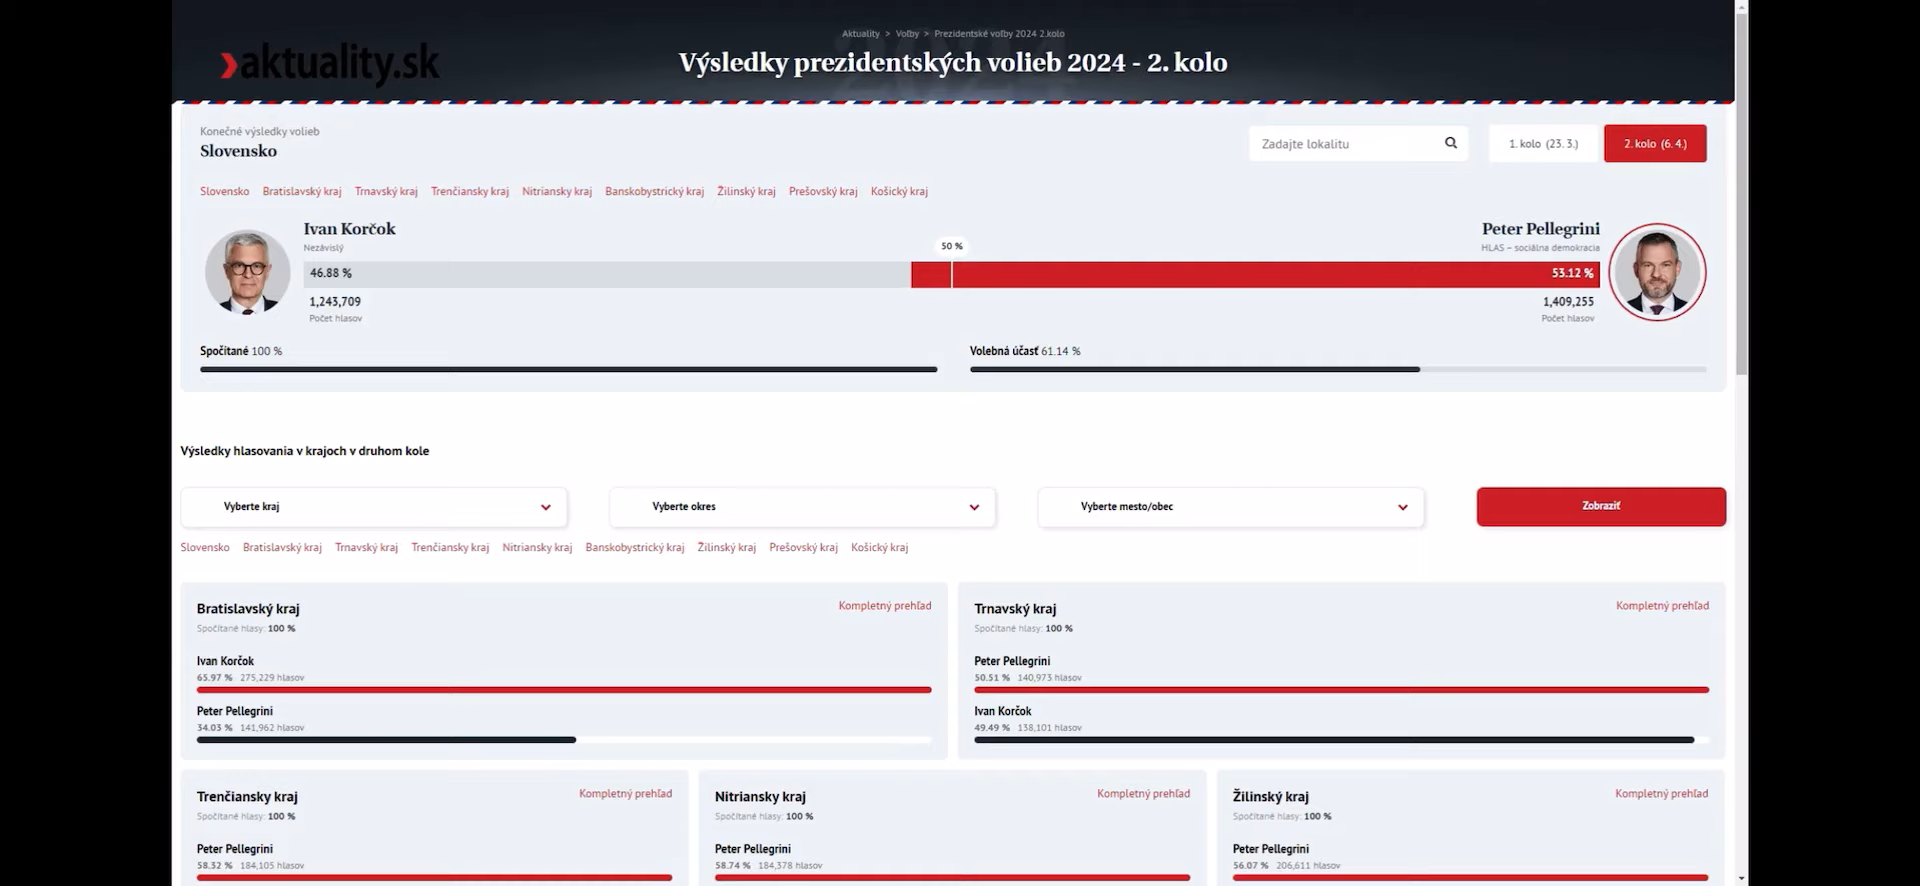 Aktuality > Voľby > Prezidentské voľby 2024 2.kolo
aktuality.sk
Výsledky prezidentských volieb 2024 - 2. kolo
Konečné výsledky volieb
Slovensko
Zadajte lokalitu
1. kolo (23. 3.)
2. kolo (6. 4.)
Slovensko Bratislavský kraj Trnavský kraj Trenčiansky kraj Nitriansky kraj Banskobystrický kraj Žilinský kraj Prešovský kraj Košický kraj
Ivan Korčok
Nezávislý
Peter Pellegrini
HLAS – sociálna demokracia
50 %
46.88 %
53.12 %
1,243,709
Počet hlasov
1,409,255
Počet hlasov
Spočítané 100 %
Volebná účasť 61.14 %
Výsledky hlasovania v krajoch v druhom kole
Vyberte kraj
Vyberte okres
Vyberte mesto/obec
Zobraziť
Slovensko Bratislavský kraj Trnavský kraj Trenčiansky kraj Nitriansky kraj Banskobystrický kraj Žilinský kraj Prešovský kraj Košický kraj
Bratislavský kraj
Kompletný prehľad
Spočítané hlasy: 100 %
Ivan Korčok
65.97 % 275,229 hlasov
Peter Pellegrini
34.03 % 141,962 hlasov
Trnavský kraj
Kompletný prehľad
Spočítané hlasy: 100 %
Peter Pellegrini
50.51 % 140,973 hlasov
Ivan Korčok
49.49 % 138,101 hlasov
Trenčiansky kraj
Kompletný prehľad
Spočítané hlasy: 100 %
Peter Pellegrini
58.32 % 184,105 hlasov
Nitriansky kraj
Kompletný prehľad
Spočítané hlasy: 100 %
Peter Pellegrini
58.74 % 184,378 hlasov
Žilinský kraj
Kompletný prehľad
Spočítané hlasy: 100 %
Peter Pellegrini
56.07 % 206,611 hlasov